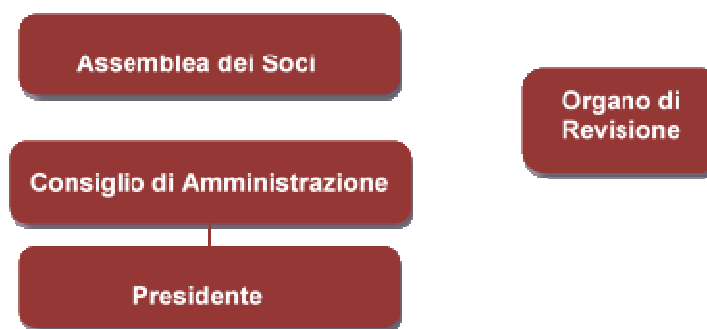 Assemblea dei Soci
Organo di
Revisione
Consiglio di Amministrazione
Presidente